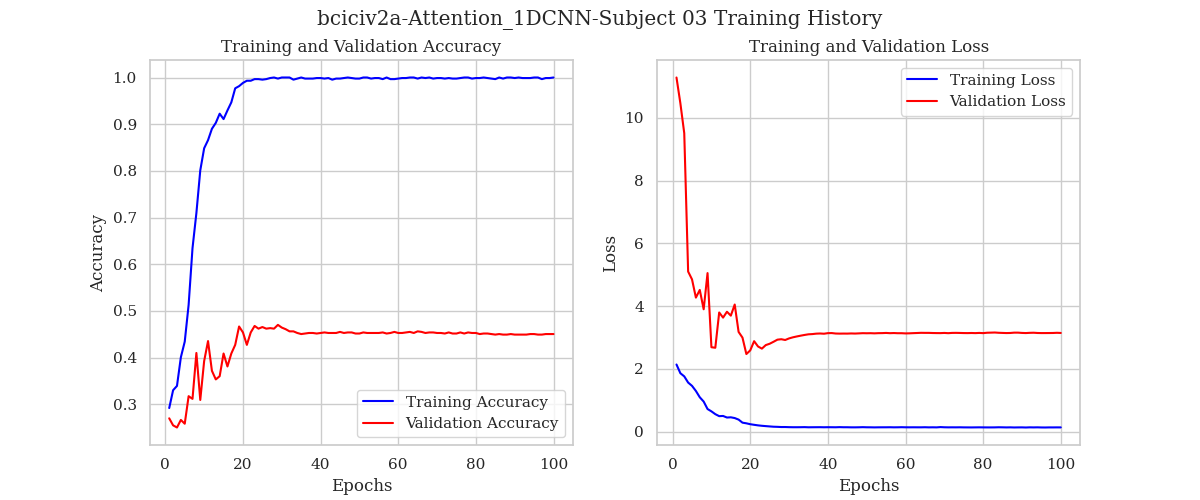 bciciv2a-Attention_1DCNN-Subject 03 Training History
Training and Validation Accuracy
Accuracy
1.0
0.9
0.8
0.7
0.6
0.5
0.4
0.3
Training Accuracy
Validation Accuracy
0 20 40 60 80 100
Epochs
Training and Validation Loss
Loss
10
8
6
4
2
0
Training Loss
Validation Loss
0 20 40 60 80 100
Epochs